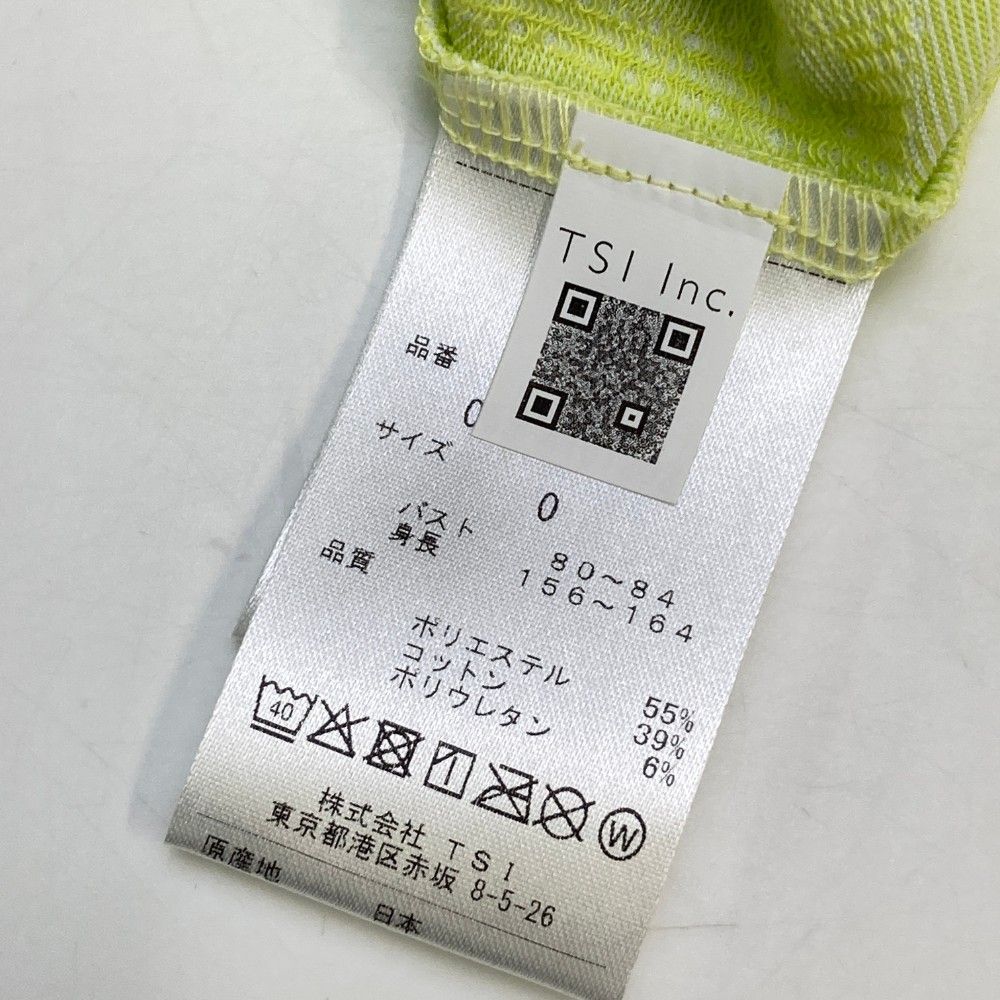 TSI Inc.
品番
0
サイズ
0
バスト 80~84
身長 156~164
品質
ポリエステル 55%
コットン 39%
ポリウレタン 6%
40
W
株式会社 TSI
東京都港区赤坂 8-5-26
原産地
日本